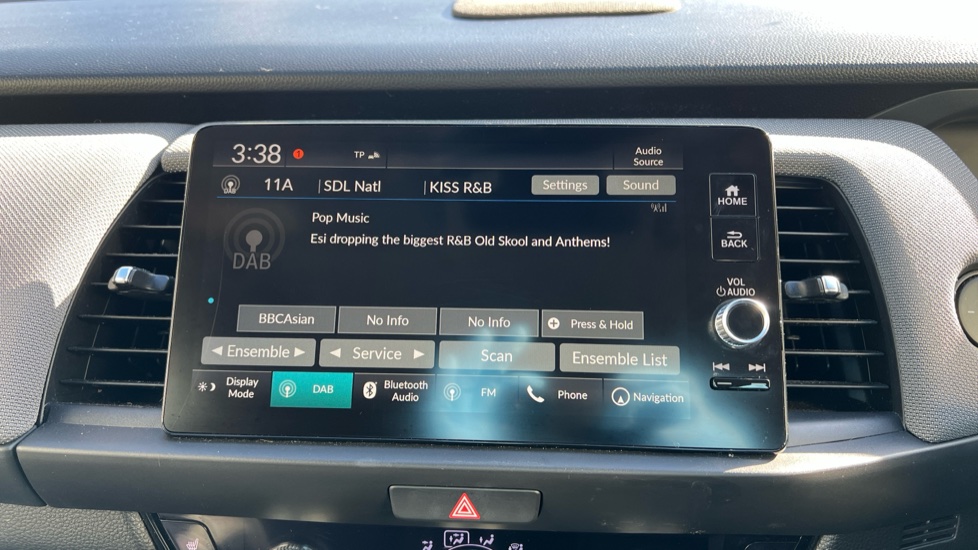 3:38 TP Audio Source
DAB 11A SDL Natl KISS R&B Settings Sound
HOME
Pop Music
Esi dropping the biggest R&B Old Skool and Anthems!
DAB
BACK
VOL
AUDIO
BBCAsian No Info No Info Press & Hold
Ensemble Service Scan Ensemble List
Display Mode DAB Bluetooth Audio FM Phone Navigation